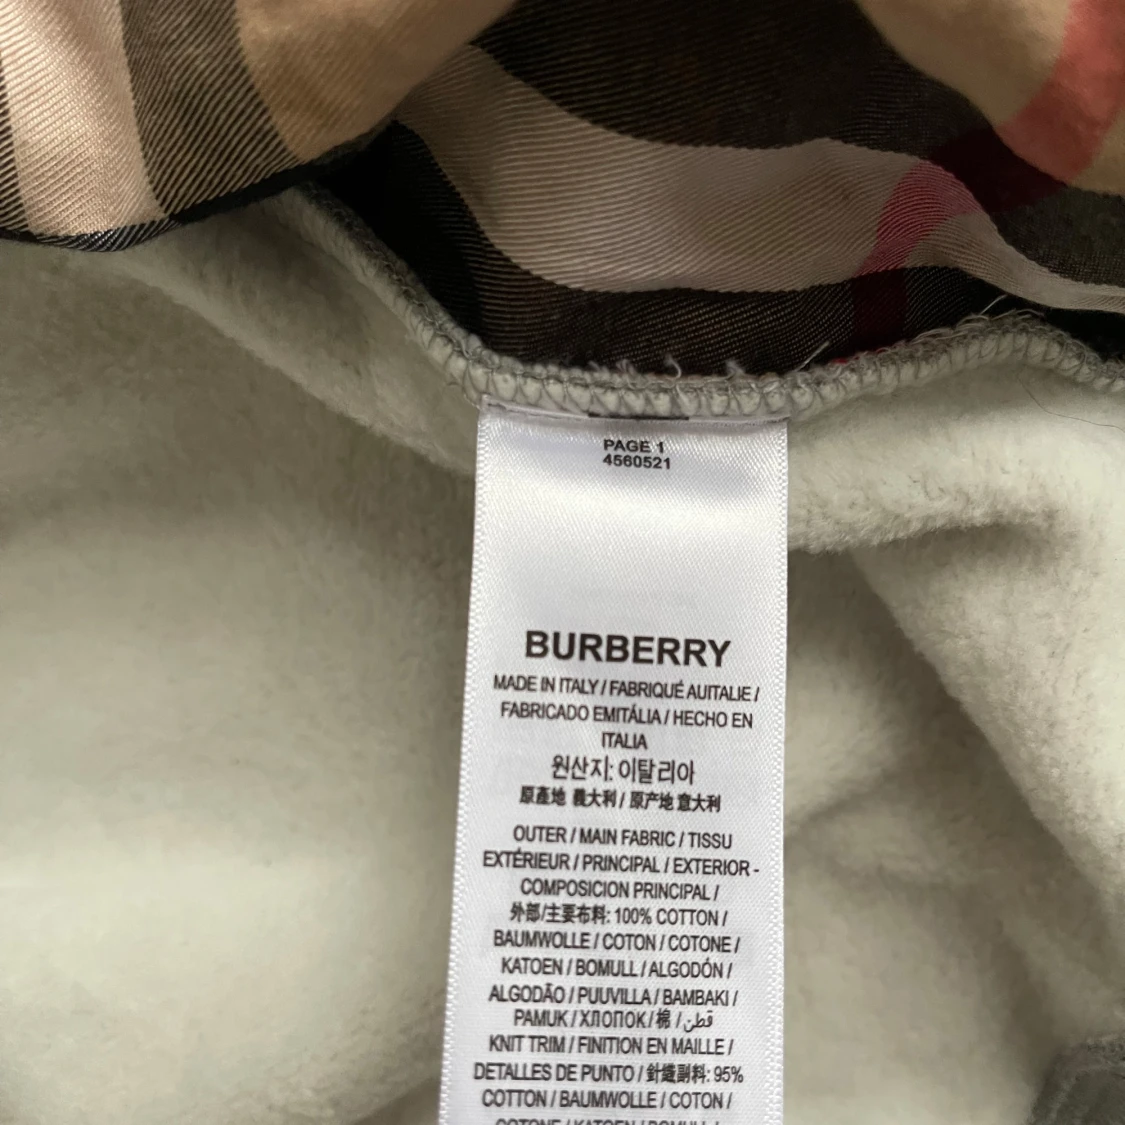 PAGE 1
4560521
BURBERRY
MADE IN ITALY / FABRIQUÉ AUITALIE /
FABRICADO EMITÁLIA / HECHO EN
ITALIA
원산지: 이탈리아
原產地 義大利 / 原产地 意大利
OUTER / MAIN FABRIC / TISSU
EXTÉRIEUR / PRINCIPAL / EXTERIOR -
COMPOSICION PRINCIPAL /
外部/主要布料: 100% COTTON /
BAUMWOLLE / COTON / COTONE /
KATOEN / BOMULL / ALGODÓN /
ALGODÃO / PUUVILLA / BAMBAKI /
PAMUK / ХЛОПОК / 棉 / قطن /
KNIT TRIM / FINITION EN MAILLE /
DETALLES DE PUNTO / 針織副料: 95%
COTTON / BAUMWOLLE / COTON /
COTONE / KATOEN / BOMULL /